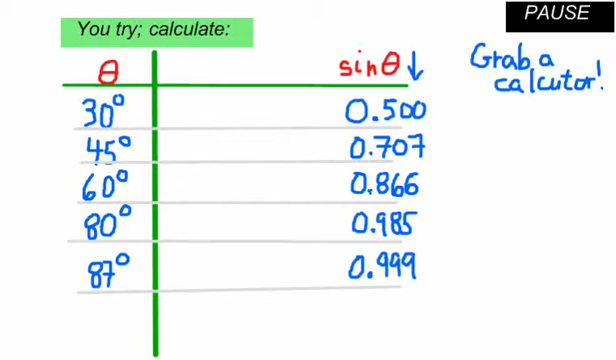 PAUSE
You try; calculate:
θ sinθ ↓
30° 0.500
45° 0.707
60° 0.866
80° 0.985
87° 0.999
Grab a
calcutor!